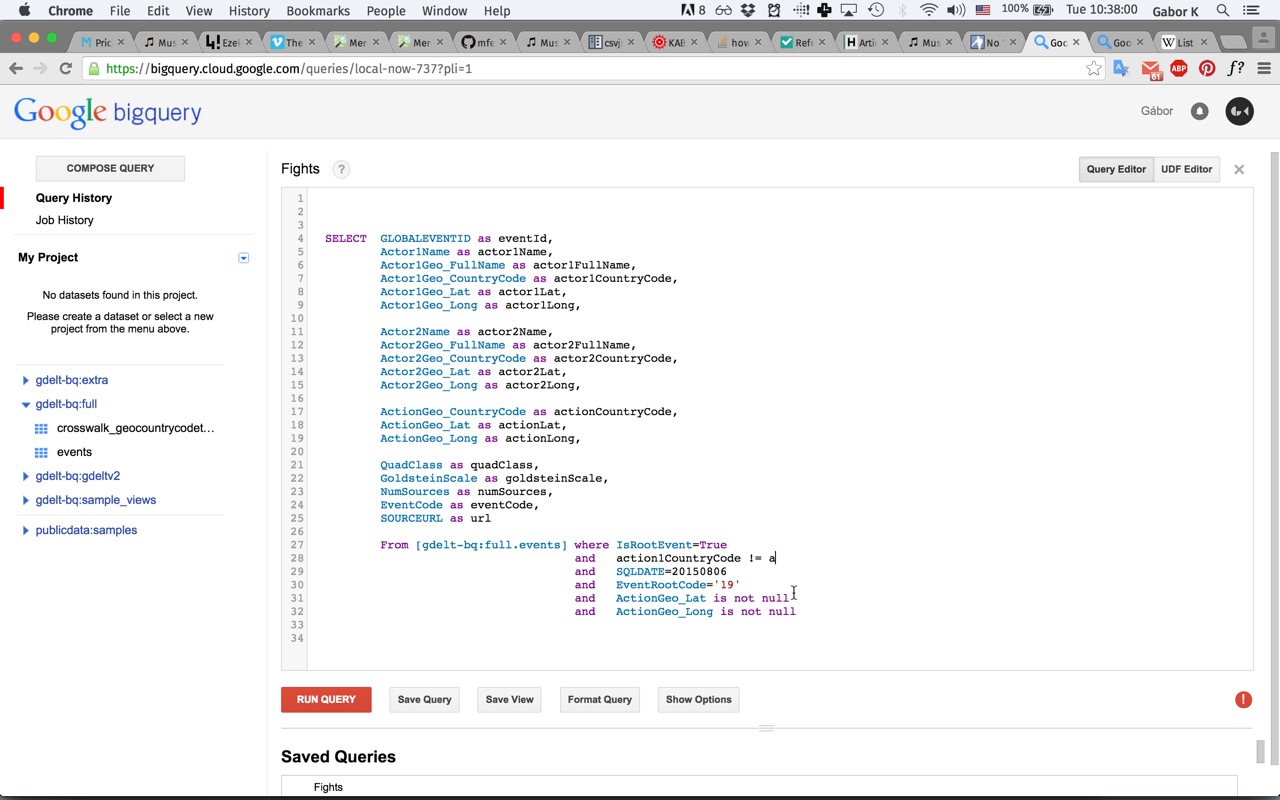 Chrome File Edit View History Bookmarks People Window Help 8 100% Tue 10:38:00 Gabor K
Pric Mus Ezel The Mer Mer mfe Mus csvj KAB how Refe Artic Mus No Goo Goo List
https://bigquery.cloud.google.com/queries/local-now-737?pli=1
61 ABP f?
Google bigquery
Gábor
COMPOSE QUERY
Query History
Job History
My Project
No datasets found in this project.
Please create a dataset or select a new
project from the menu above.
gdelt-bq:extra
gdelt-bq:full
crosswalk_geocountrycodet...
events
gdelt-bq:gdeltv2
gdelt-bq:sample_views
publicdata:samples
Fights ?
Query Editor UDF Editor
1
2
3
4 SELECT GLOBALEVENTID as eventId,
5 Actor1Name as actor1Name,
6 Actor1Geo_FullName as actor1FullName,
7 Actor1Geo_CountryCode as actor1CountryCode,
8 Actor1Geo_Lat as actor1Lat,
9 Actor1Geo_Long as actor1Long,
10
11 Actor2Name as actor2Name,
12 Actor2Geo_FullName as actor2FullName,
13 Actor2Geo_CountryCode as actor2CountryCode,
14 Actor2Geo_Lat as actor2Lat,
15 Actor2Geo_Long as actor2Long,
16
17 ActionGeo_CountryCode as actionCountryCode,
18 ActionGeo_Lat as actionLat,
19 ActionGeo_Long as actionLong,
20
21 QuadClass as quadClass,
22 GoldsteinScale as goldsteinScale,
23 NumSources as numSources,
24 EventCode as eventCode,
25 SOURCEURL as url
26
27 From [gdelt-bq:full.events] where IsRootEvent=True
28 and action1CountryCode != a
29 and SQLDATE=20150806
30 and EventRootCode='19'
31 and ActionGeo_Lat is not null
32 and ActionGeo_Long is not null
33
34
RUN QUERY Save Query Save View Format Query Show Options
Saved Queries
Fights